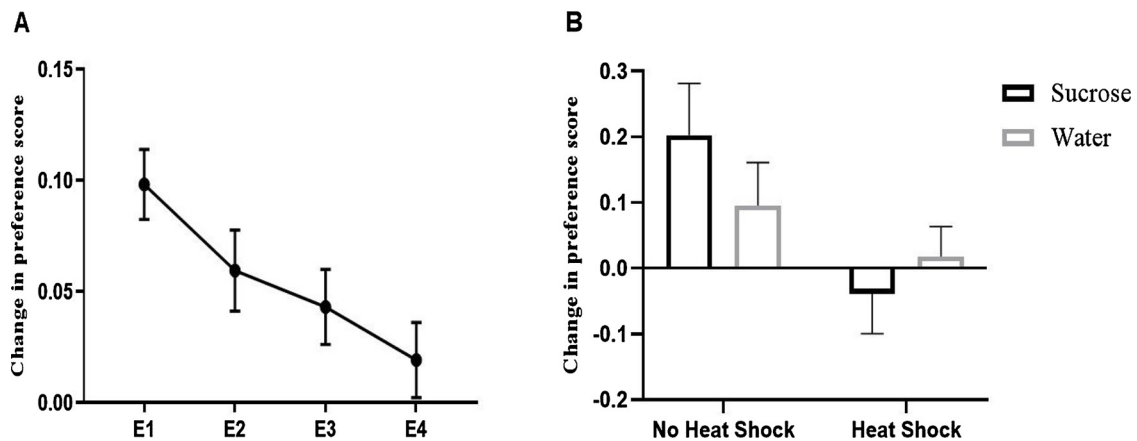 A
Change in preference score
0.15
0.10
0.05
0.00
E1 E2 E3 E4
B
Change in preference score
0.3
0.2
0.1
0.0
-0.1
-0.2
No Heat Shock Heat Shock
Sucrose
Water